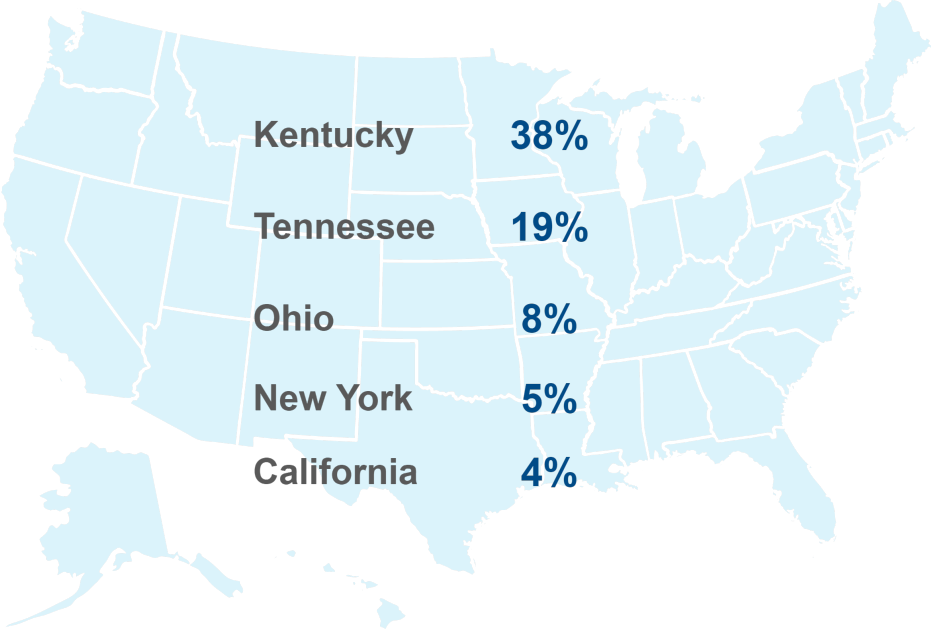 Kentucky 38%
Tennessee 19%
Ohio 8%
New York 5%
California 4%